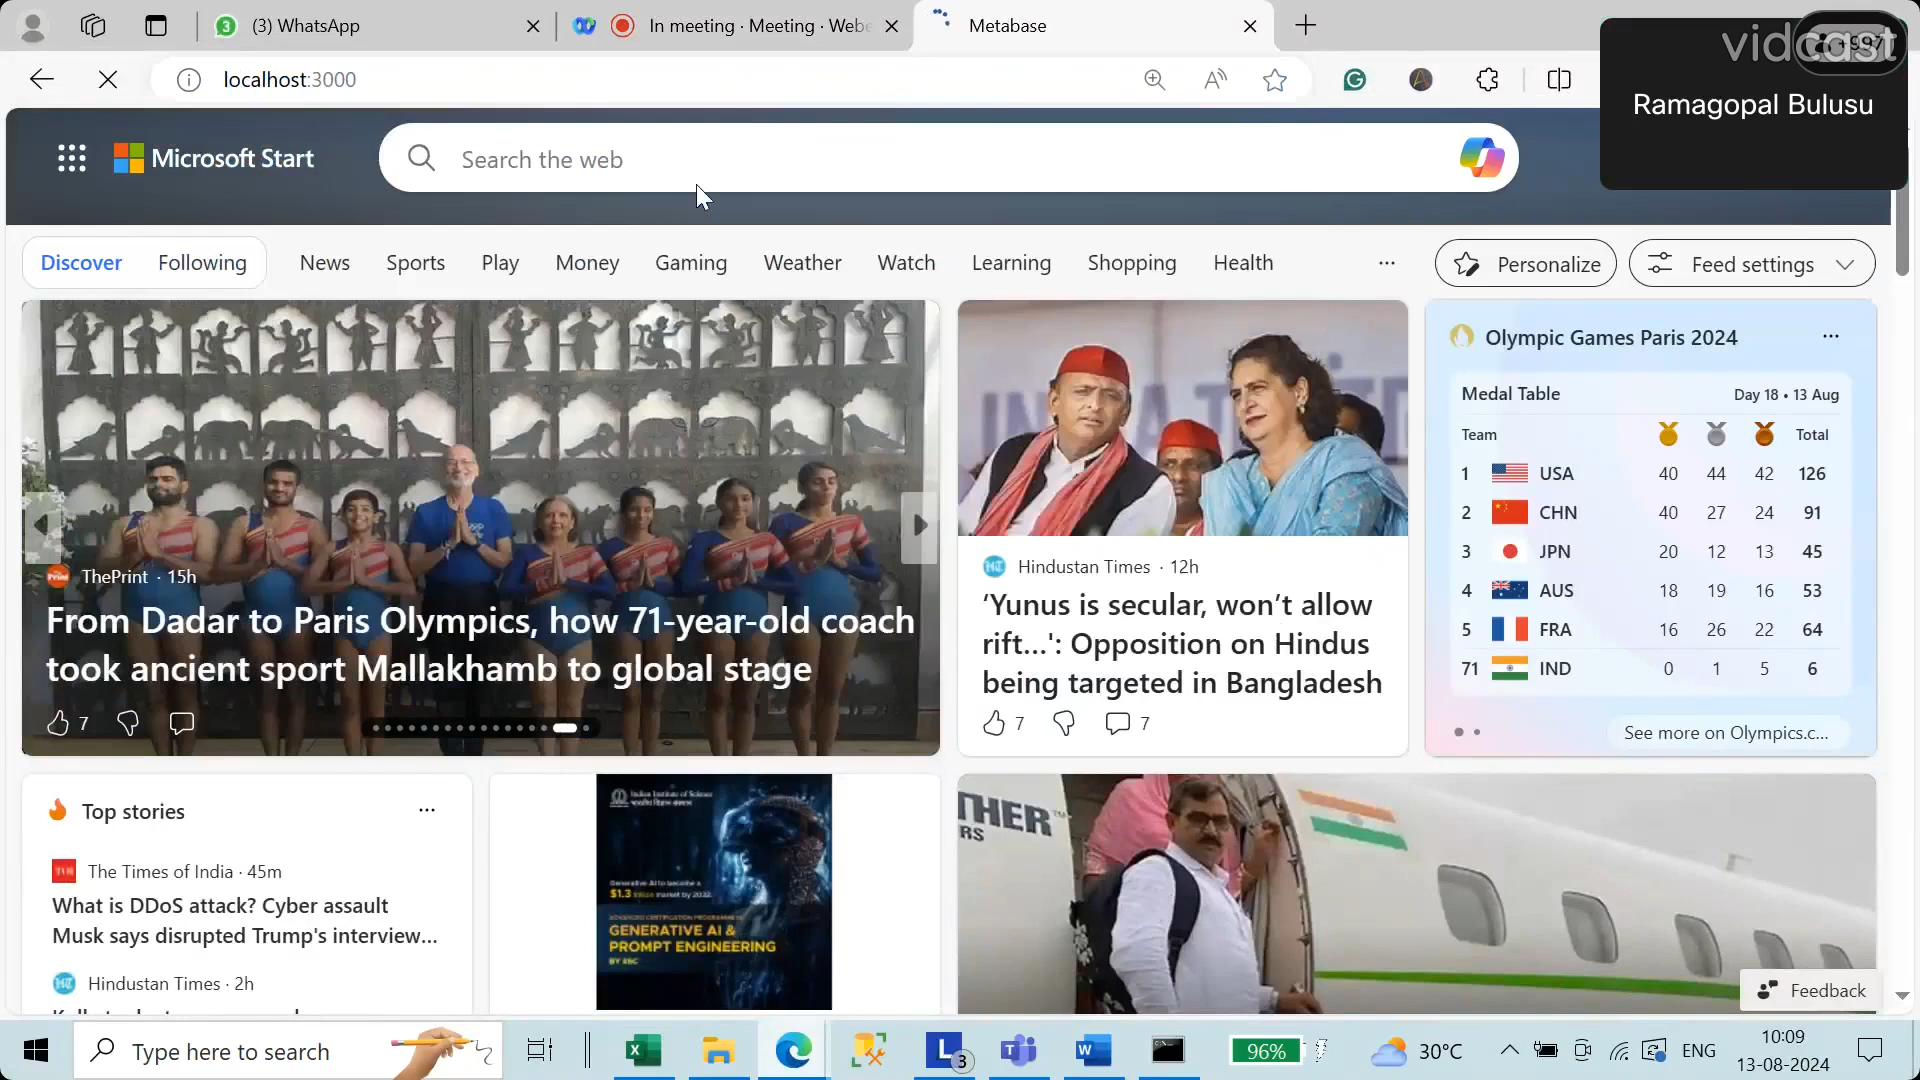 (3) WhatsApp
In meeting · Meeting · Webe
Metabase
vidcast
Ramagopal Bulusu
localhost:3000
Microsoft Start
Search the web
Discover
Following
News
Sports
Play
Money
Gaming
Weather
Watch
Learning
Shopping
Health
Personalize
Feed settings
ThePrint · 15h
From Dadar to Paris Olympics, how 71-year-old coach
took ancient sport Mallakhamb to global stage
7
Hindustan Times · 12h
‘Yunus is secular, won’t allow
rift...': Opposition on Hindus
being targeted in Bangladesh
7
7
Olympic Games Paris 2024
Medal Table
Day 18 • 13 Aug
Team Total
1 USA 40 44 42 126
2 CHN 40 27 24 91
3 JPN 20 12 13 45
4 AUS 18 19 16 53
5 FRA 16 26 22 64
71 IND 0 1 5 6
See more on Olympics.c...
Top stories
The Times of India · 45m
What is DDoS attack? Cyber assault
Musk says disrupted Trump's interview...
Hindustan Times · 2h
Indian Institute of Science
GENERATIVE AI &
PROMPT ENGINEERING
THER
RS
Feedback
Type here to search
3
96%
30°C
ENG
10:09
13-08-2024